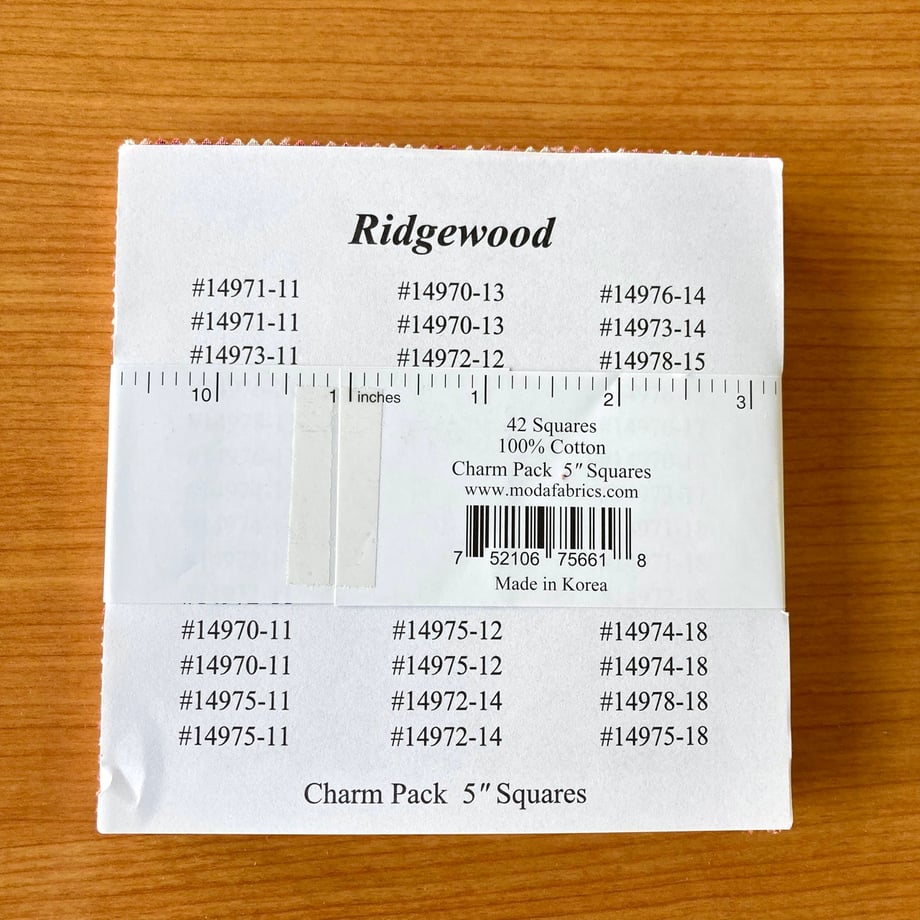 Ridgewood
#14971-11 #14970-13 #14976-14
#14971-11 #14970-13 #14973-14
#14973-11 #14972-12 #14978-15
10 1 inches 1 2 3
42 Squares
100% Cotton
Charm Pack 5" Squares
www.modafabrics.com
7 52106 75661 8
Made in Korea
#14970-11 #14975-12 #14974-18
#14970-11 #14975-12 #14974-18
#14975-11 #14972-14 #14978-18
#14975-11 #14972-14 #14975-18
Charm Pack 5" Squares